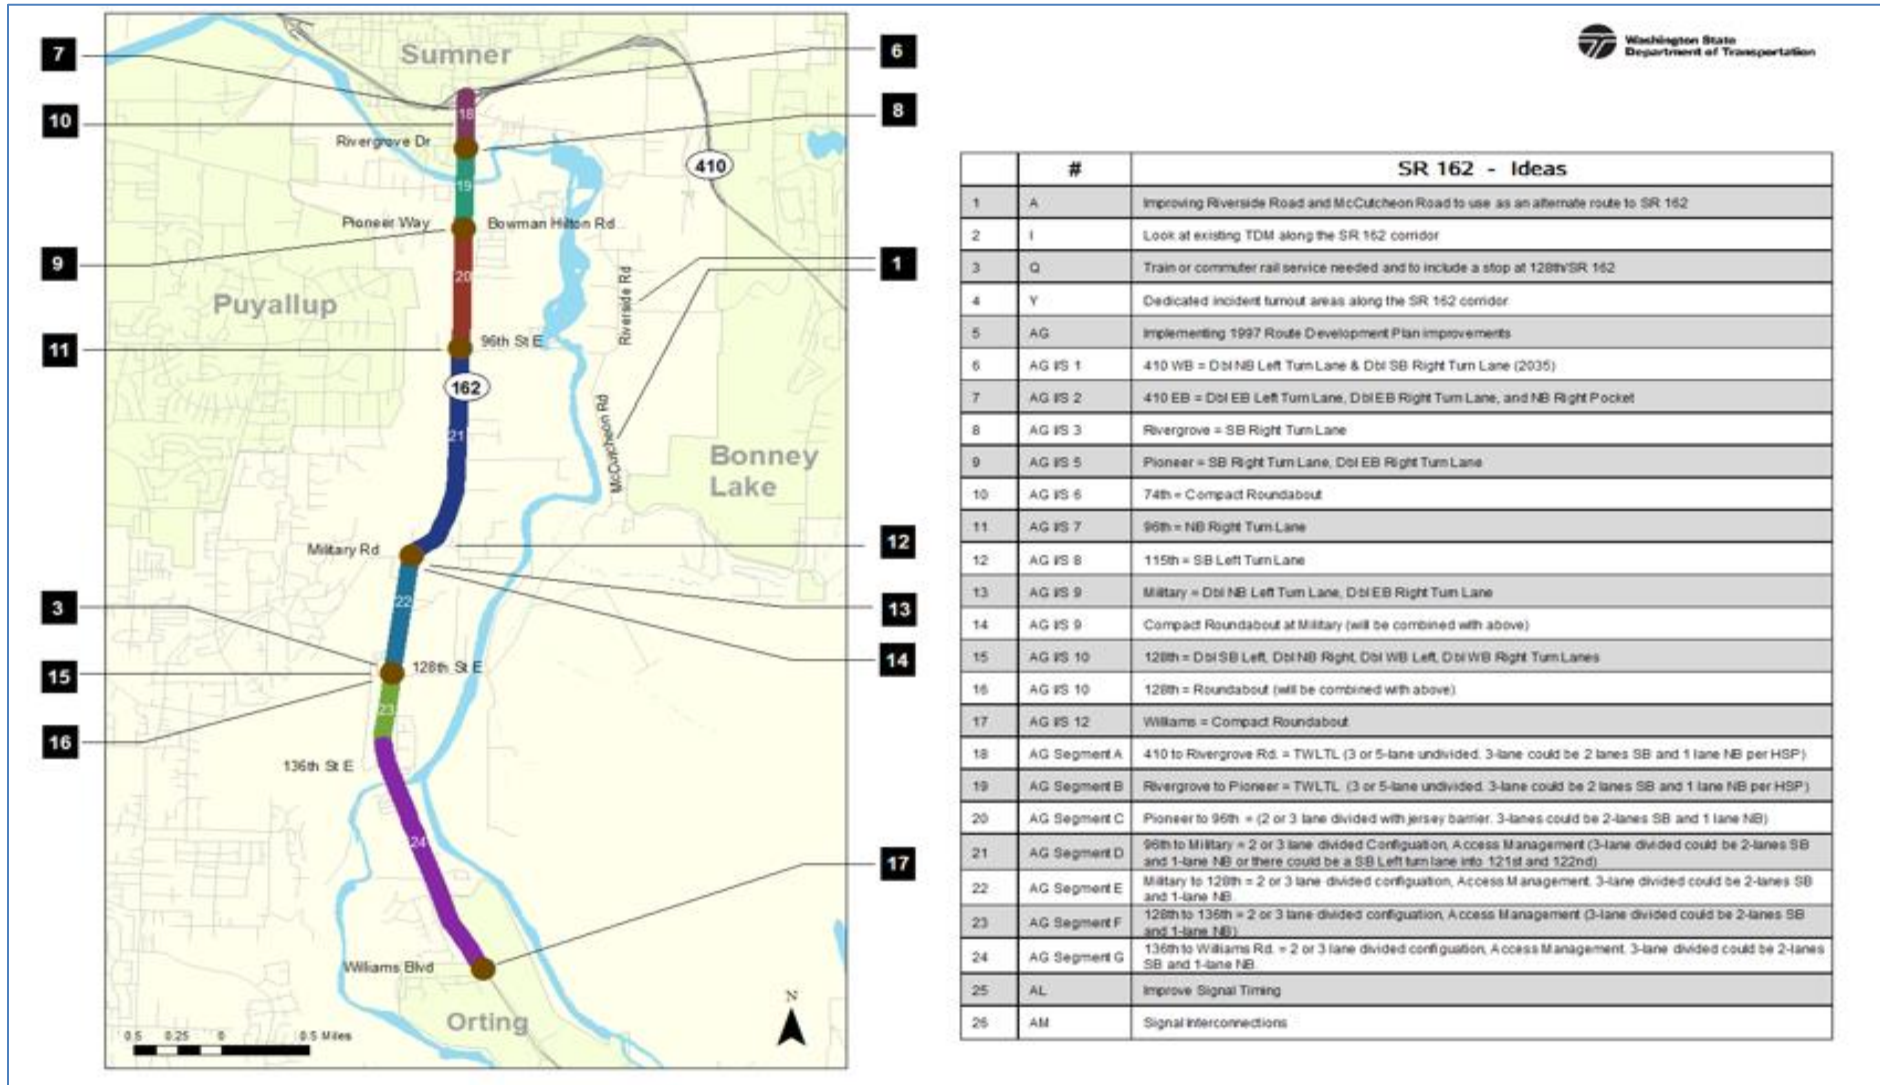 Washington State
Department of Transportation
7
6
Sumner
10
18
8
Rivergrove Dr
410
19
Pioneer Way
Bowman Hilton Rd
9
1
20
Riverside Rd
Puyallup
11
96th St E
162
McCutcheon Rd
21
Bonney
Lake
Military Rd
12
22
3
13
14
15
128th St E
23
16
136th St E
24
17
Williams Blvd
Orting
N
0.5 0.25 0 0.5 Miles
# SR 162 - Ideas
1 A Improving Riverside Road and McCutcheon Road to use as an alternate route to SR 162
2 I Look at existing TDM along the SR 162 corridor
3 Q Train or commuter rail service needed and to include a stop at 128th/SR 162
4 Y Dedicated incident turnout areas along the SR 162 corridor
5 AG Implementing 1997 Route Development Plan improvements
6 AG I/S 1 410 WB = Dbl NB Left Turn Lane & Dbl SB Right Turn Lane (2035)
7 AG I/S 2 410 EB = Dbl EB Left Turn Lane, Dbl EB Right Turn Lane, and NB Right Pocket
8 AG I/S 3 Rivergrove = SB Right Turn Lane
9 AG I/S 5 Pioneer = SB Right Turn Lane, Dbl EB Right Turn Lane
10 AG I/S 6 74th = Compact Roundabout
11 AG I/S 7 96th = NB Right Turn Lane
12 AG I/S 8 115th = SB Left Turn Lane
13 AG I/S 9 Military = Dbl NB Left Turn Lane, Dbl EB Right Turn Lane
14 AG I/S 9 Compact Roundabout at Military (will be combined with above)
15 AG I/S 10 128th = Dbl SB Left, Dbl NB Right, Dbl WB Left, Dbl WB Right Turn Lanes
16 AG I/S 10 128th = Roundabout (will be combined with above)
17 AG I/S 12 Williams = Compact Roundabout
18 AG Segment A 410 to Rivergrove Rd. = TWLTL (3 or 5-lane undivided. 3-lane could be 2 lanes SB and 1 lane NB per HSP)
19 AG Segment B Rivergrove to Pioneer = TWLTL (3 or 5-lane undivided. 3-lane could be 2 lanes SB and 1 lane NB per HSP)
20 AG Segment C Pioneer to 96th = (2 or 3 lane divided with jersey barrier. 3-lanes could be 2-lanes SB and 1 lane NB)
21 AG Segment D 96th to Military = 2 or 3 lane divided Configuation, Access Management (3-lane divided could be 2-lanes SB
and 1-lane NB or there could be a SB Left turn lane into 121st and 122nd)
22 AG Segment E Military to 128th = 2 or 3 lane divided configuation, Access Management. 3-lane divided could be 2-lanes SB
and 1-lane NB.
23 AG Segment F 128th to 136th = 2 or 3 lane divided configuation, Access Management (3-lane divided could be 2-lanes SB
and 1-lane NB)
24 AG Segment G 136th to Williams Rd. = 2 or 3 lane divided configuation, Access Management. 3-lane divided could be 2-lanes
SB and 1-lane NB.
25 AL Improve Signal Timing
26 AM Signal Interconnections